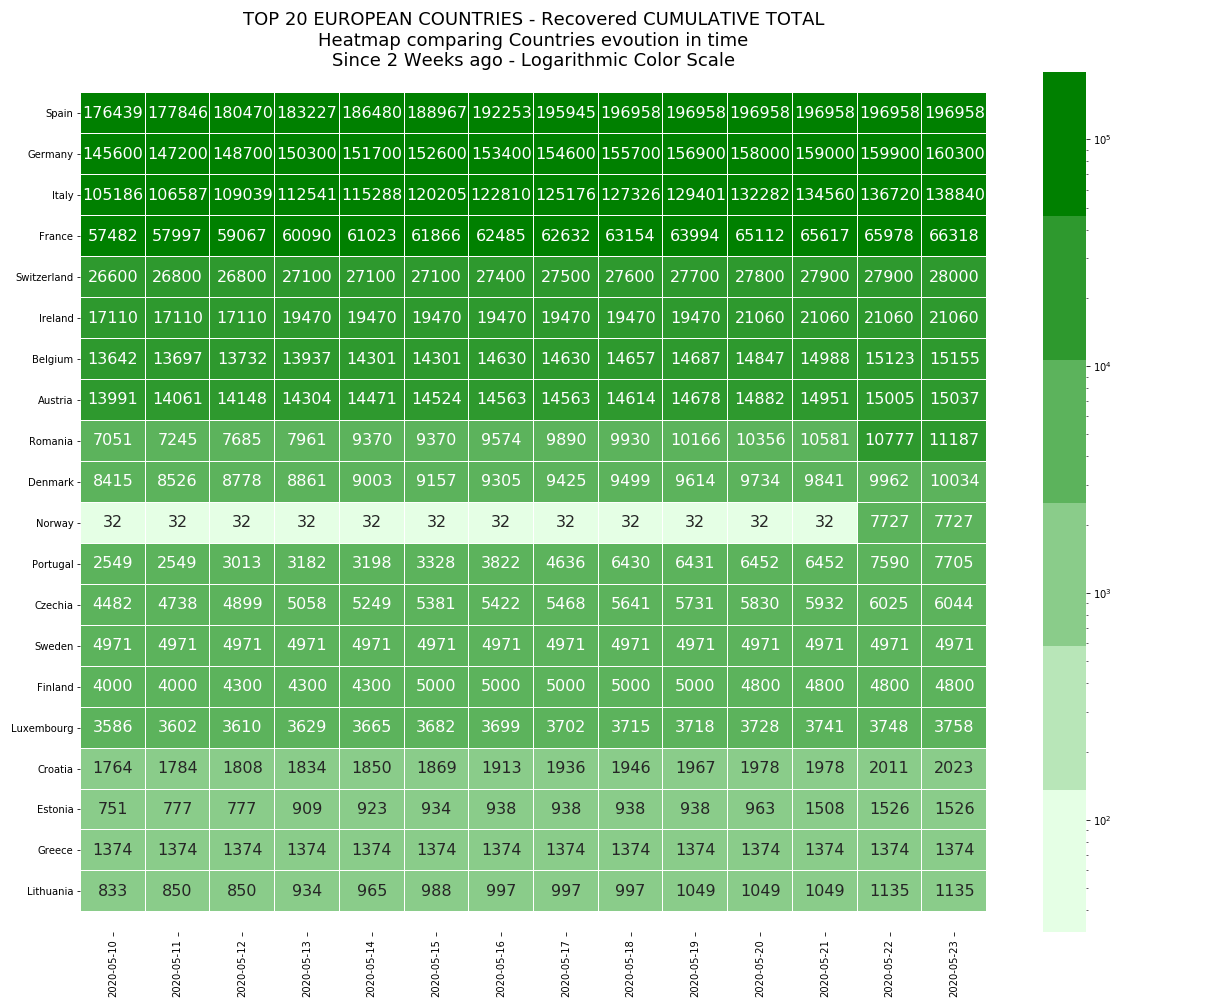 TOP 20 EUROPEAN COUNTRIES - Recovered CUMULATIVE TOTAL
Heatmap comparing Countries evoution in time
Since 2 Weeks ago - Logarithmic Color Scale
Spain 176439 177846 180470 183227 186480 188967 192253 195945 196958 196958 196958 196958 196958 196958
Germany 145600 147200 148700 150300 151700 152600 153400 154600 155700 156900 158000 159000 159900 160300
Italy 105186 106587 109039 112541 115288 120205 122810 125176 127326 129401 132282 134560 136720 138840
France 57482 57997 59067 60090 61023 61866 62485 62632 63154 63994 65112 65617 65978 66318
Switzerland 26600 26800 26800 27100 27100 27100 27400 27500 27600 27700 27800 27900 27900 28000
Ireland 17110 17110 17110 19470 19470 19470 19470 19470 19470 19470 21060 21060 21060 21060
Belgium 13642 13697 13732 13937 14301 14301 14630 14630 14657 14687 14847 14988 15123 15155
Austria 13991 14061 14148 14304 14471 14524 14563 14563 14614 14678 14882 14951 15005 15037
Romania 7051 7245 7685 7961 9370 9370 9574 9890 9930 10166 10356 10581 10777 11187
Denmark 8415 8526 8778 8861 9003 9157 9305 9425 9499 9614 9734 9841 9962 10034
Norway 32 32 32 32 32 32 32 32 32 32 32 32 7727 7727
Portugal 2549 2549 3013 3182 3198 3328 3822 4636 6430 6431 6452 6452 7590 7705
Czechia 4482 4738 4899 5058 5249 5381 5422 5468 5641 5731 5830 5932 6025 6044
Sweden 4971 4971 4971 4971 4971 4971 4971 4971 4971 4971 4971 4971 4971 4971
Finland 4000 4000 4300 4300 4300 5000 5000 5000 5000 5000 4800 4800 4800 4800
Luxembourg 3586 3602 3610 3629 3665 3682 3699 3702 3715 3718 3728 3741 3748 3758
Croatia 1764 1784 1808 1834 1850 1869 1913 1936 1946 1967 1978 1978 2011 2023
Estonia 751 777 777 909 923 934 938 938 938 938 963 1508 1526 1526
Greece 1374 1374 1374 1374 1374 1374 1374 1374 1374 1374 1374 1374 1374 1374
Lithuania 833 850 850 934 965 988 997 997 997 1049 1049 1049 1135 1135
2020-05-10 2020-05-11 2020-05-12 2020-05-13 2020-05-14 2020-05-15 2020-05-16 2020-05-17 2020-05-18 2020-05-19 2020-05-20 2020-05-21 2020-05-22 2020-05-23
10⁵
10⁴
10³
10²